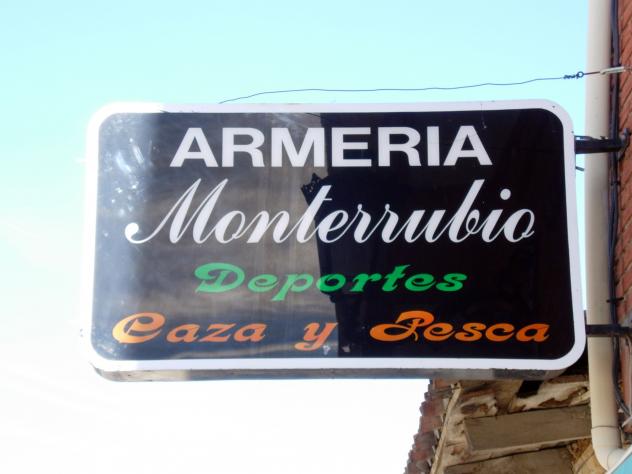 ARMERIA
Monterrubio
Deportes
Caza y Pesca